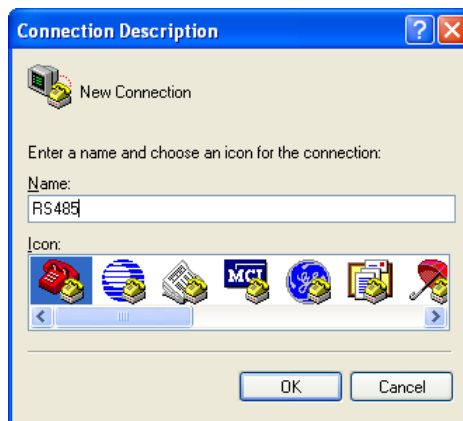 Connection Description
New Connection
Enter a name and choose an icon for the connection:
Name:
RS485
Icon:
MCI
OK
Cancel